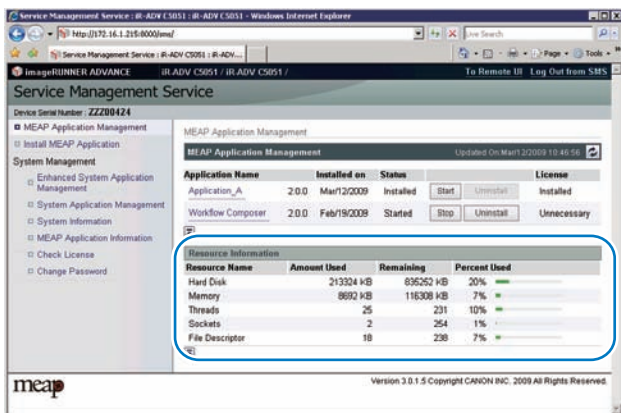 Service Management Service : iR-ADV C5051 : iR-ADV C5051 - Windows Internet Explorer
http://172.16.1.215:8000/sms/
Live Search
Service Management Service : iR-ADV C5051 : iR-ADV....
Page Tools
imageRUNNER ADVANCE iR-ADV C5051 / iR-ADV C5051 / To Remote UI Log Out from SMS
Service Management Service
Device Serial Number : ZZZ00424
MEAP Application Management
Install MEAP Application
System Management
Enhanced System Application
Management
System Application Management
System Information
MEAP Application Information
Check License
Change Password
MEAP Application Management
MEAP Application Management Updated On:Mar/12/2009 10:46:56
Application Name Installed on Status License
Application_A 2.0.0 Mar/12/2009 Installed Start Uninstall Installed
Workflow Composer 2.0.0 Feb/19/2009 Started Stop Uninstall Unnecessary
Resource Information
Resource Name Amount Used Remaining Percent Used
Hard Disk 213324 KB 835252 KB 20%
Memory 8692 KB 116308 KB 7%
Threads 25 231 10%
Sockets 2 254 1%
File Descriptor 18 238 7%
meap
Version 3.0.1.5 Copyright CANON INC. 2009 All Rights Reserved.